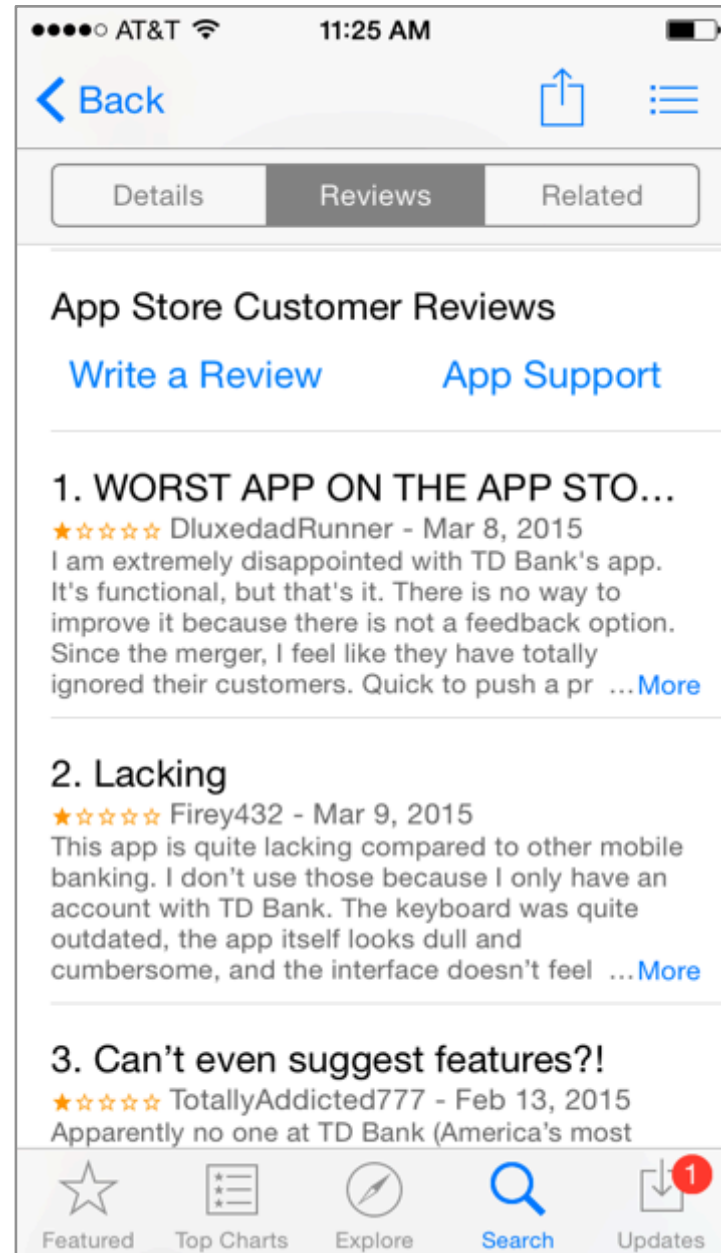 AT&T 11:25 AM
Back
Details Reviews Related
App Store Customer Reviews
Write a Review App Support
1. WORST APP ON THE APP STO...
DluxedadRunner - Mar 8, 2015
I am extremely disappointed with TD Bank's app.
It's functional, but that's it. There is no way to
improve it because there is not a feedback option.
Since the merger, I feel like they have totally
ignored their customers. Quick to push a pr ...More
2. Lacking
Firey432 - Mar 9, 2015
This app is quite lacking compared to other mobile
banking. I don't use those because I only have an
account with TD Bank. The keyboard was quite
outdated, the app itself looks dull and
cumbersome, and the interface doesn't feel ...More
3. Can't even suggest features?!
TotallyAddicted777 - Feb 13, 2015
Apparently no one at TD Bank (America's most
1
Featured Top Charts Explore Search Updates